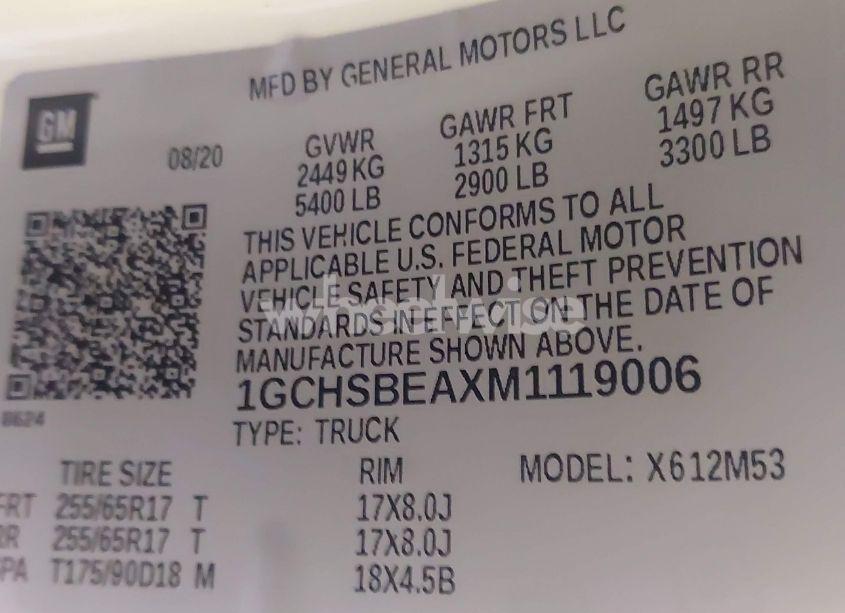 MFD BY GENERAL MOTORS LLC
GM
08/20
GVWR
2449 KG
5400 LB
GAWR FRT
1315 KG
2900 LB
GAWR RR
1497 KG
3300 LB
THIS VEHICLE CONFORMS TO ALL
APPLICABLE U.S. FEDERAL MOTOR
VEHICLE SAFETY AND THEFT PREVENTION
STANDARDS IN EFFECT ON THE DATE OF
MANUFACTURE SHOWN ABOVE.
wheelwise
1GCHSBEAXM1119006
8624
TYPE: TRUCK
TIRE SIZE RIM MODEL: X612M53
FRT 255/65R17 T 17X8.0J
RR 255/65R17 T 17X8.0J
SPA T175/90D18 M 18X4.5B